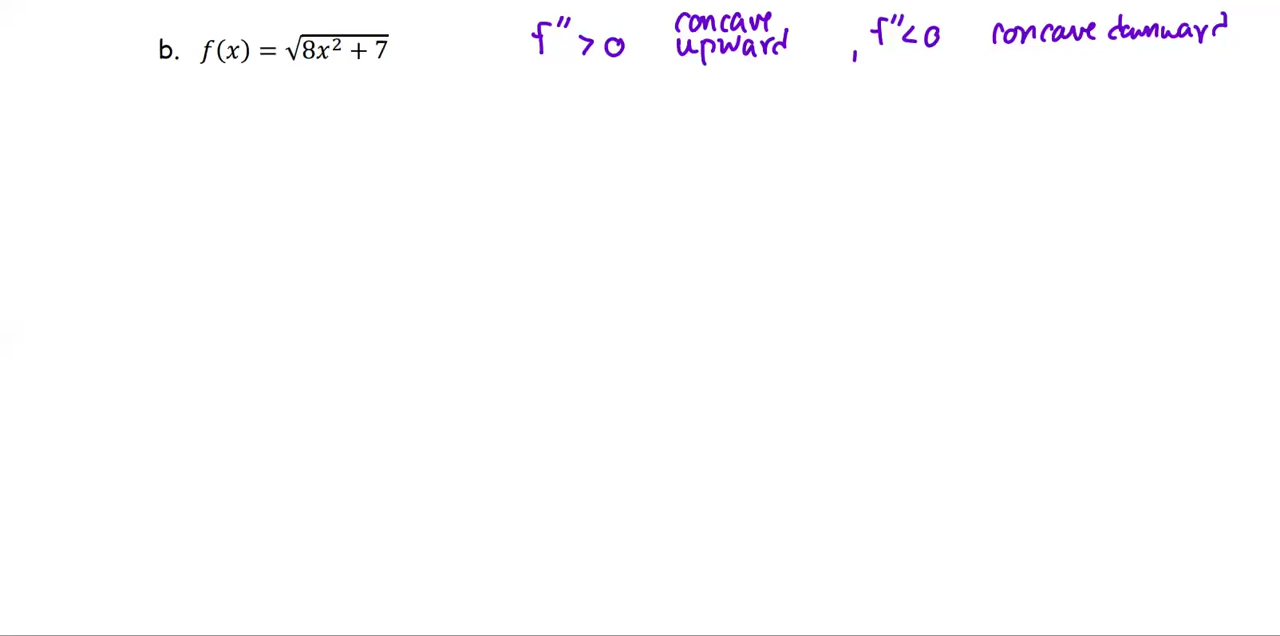 b. f(x) = √8x² + 7 f" > 0 concave upward , f" < 0 concave downward